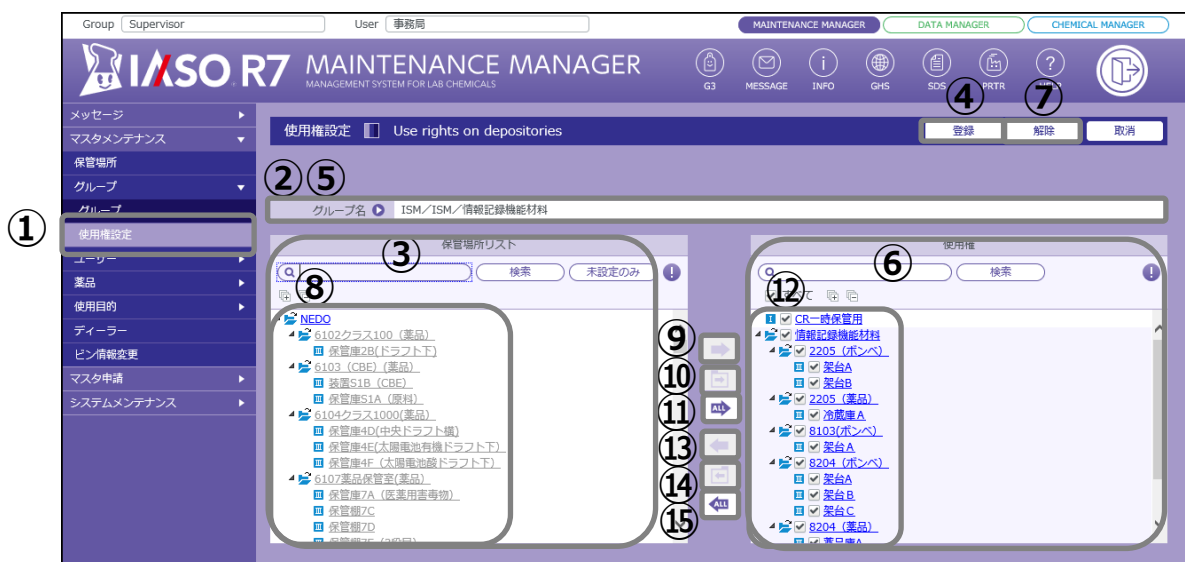 Group Supervisor User 事務局 MAINTENANCE MANAGER DATA MANAGER CHEMICAL MANAGER
IASO R7 MAINTENANCE MANAGER
MANAGEMENT SYSTEM FOR LAB CHEMICALS
G3 MESSAGE INFO GHS SDS PRTR HELP
④ ⑦
メッセージ
マスタメンテナンス
保管場所
グループ
グループ
① 使用権設定
ユーザー
薬品
使用目的
ディーラー
ビン情報変更
マスタ申請
システムメンテナンス
使用権設定 Use rights on depositories 登録 解除 取消
② ⑤
グループ名 ISM/ISM/情報記録機能材料
保管場所リスト
③
検索 未設定のみ
⑧
NEDO
6102クラス100(薬品)
保管庫2B(ドラフト下)
6103(CBE)(薬品)
装置S1B(CBE)
保管庫S1A(原料)
6104クラス1000(薬品)
保管庫4D(中央ドラフト横)
保管庫4E(太陽電池有機ドラフト下)
保管庫4F(太陽電池酸ドラフト下)
6107薬品保管室(薬品)
保管庫7A(医薬用害毒物)
保管棚7C
保管棚7D
⑨
⑩
⑪ ALL
⑬
⑭
⑮ ALL
使用権
⑥
検索
⑫ すべて
CR一時保管用
情報記録機能材料
2205(ボンベ)
架台A
架台B
2205(薬品)
冷蔵庫A
8103(ボンベ)
架台A
8204(ボンベ)
架台A
架台B
架台C
8204(薬品)
薬品庫A